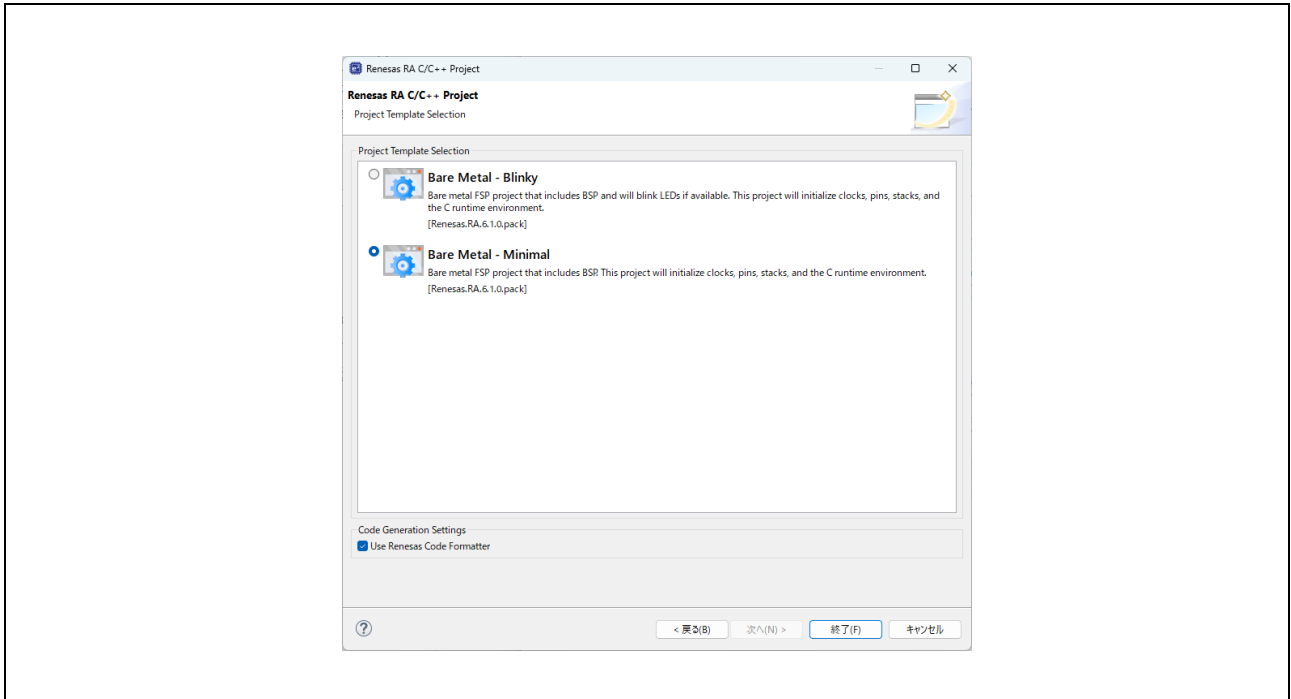 Renesas RA C/C++ Project
Renesas RA C/C++ Project
Project Template Selection
Project Template Selection
Bare Metal - Blinky
Bare metal FSP project that includes BSP and will blink LEDs if available. This project will initialize clocks, pins, stacks, and
the C runtime environment.
[Renesas.RA.6.1.0.pack]
Bare Metal - Minimal
Bare metal FSP project that includes BSP. This project will initialize clocks, pins, stacks, and the C runtime environment.
[Renesas.RA.6.1.0.pack]
Code Generation Settings
Use Renesas Code Formatter
< 戻る(B) 次へ(N) > 終了(F) キャンセル